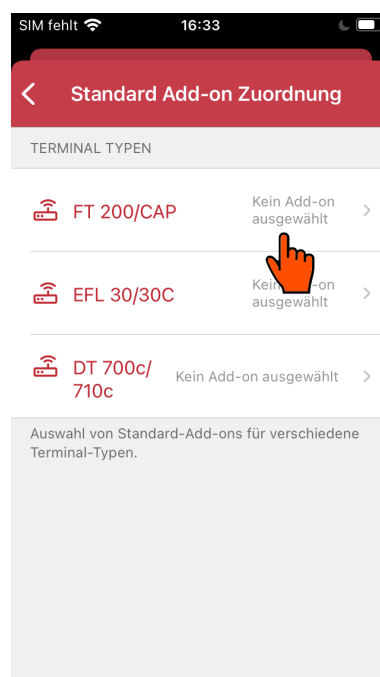 SIM fehlt 16:33
Standard Add-on Zuordnung
TERMINAL TYPEN
FT 200/CAP
Kein Add-on
ausgewählt
EFL 30/30C
Kein -on
ausgewählt
DT 700c/
710c
Kein Add-on ausgewählt
Auswahl von Standard-Add-ons für verschiedene
Terminal-Typen.